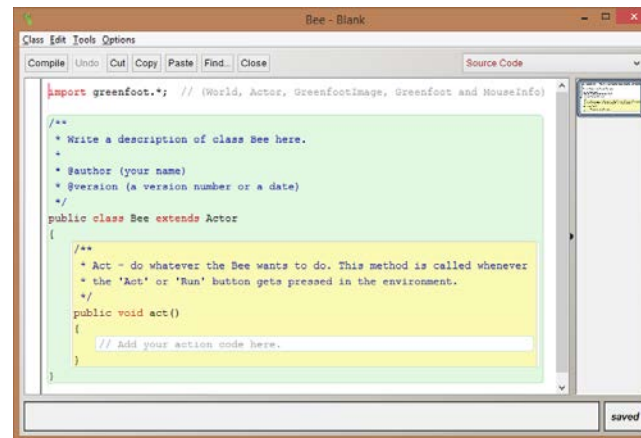 Bee - Blank
Class Edit Tools Options
Compile Undo Cut Copy Paste Find... Close Source Code
import greenfoot.*;  // (World, Actor, GreenfootImage, Greenfoot and MouseInfo)
/**
 * Write a description of class Bee here.
 *
 * @author (your name)
 * @version (a version number or a date)
 */
public class Bee extends Actor
{
    /**
     * Act - do whatever the Bee wants to do. This method is called whenever
     * the 'Act' or 'Run' button gets pressed in the environment.
     */
    public void act()
    {
        // Add your action code here.
    }
}
saved